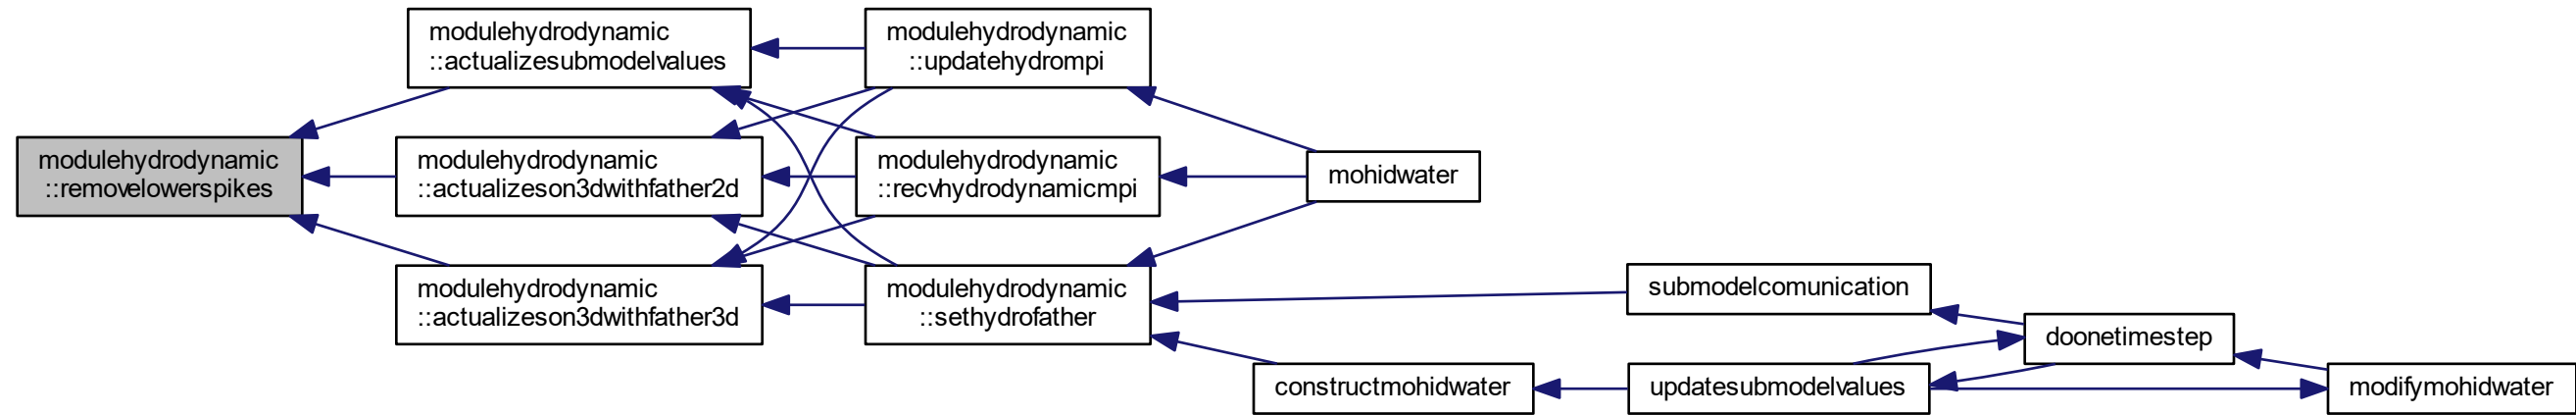 modulehydrodynamic
::removelowerspikes
modulehydrodynamic
::actualizesubmodelvalues
modulehydrodynamic
::actualizeson3dwithfather2d
modulehydrodynamic
::actualizeson3dwithfather3d
modulehydrodynamic
::updatehydrompi
modulehydrodynamic
::recvhydrodynamicmpi
modulehydrodynamic
::sethydrofather
mohidwater
submodelcomunication
constructmohidwater
updatesubmodelvalues
doonetimestep
modifymohidwater